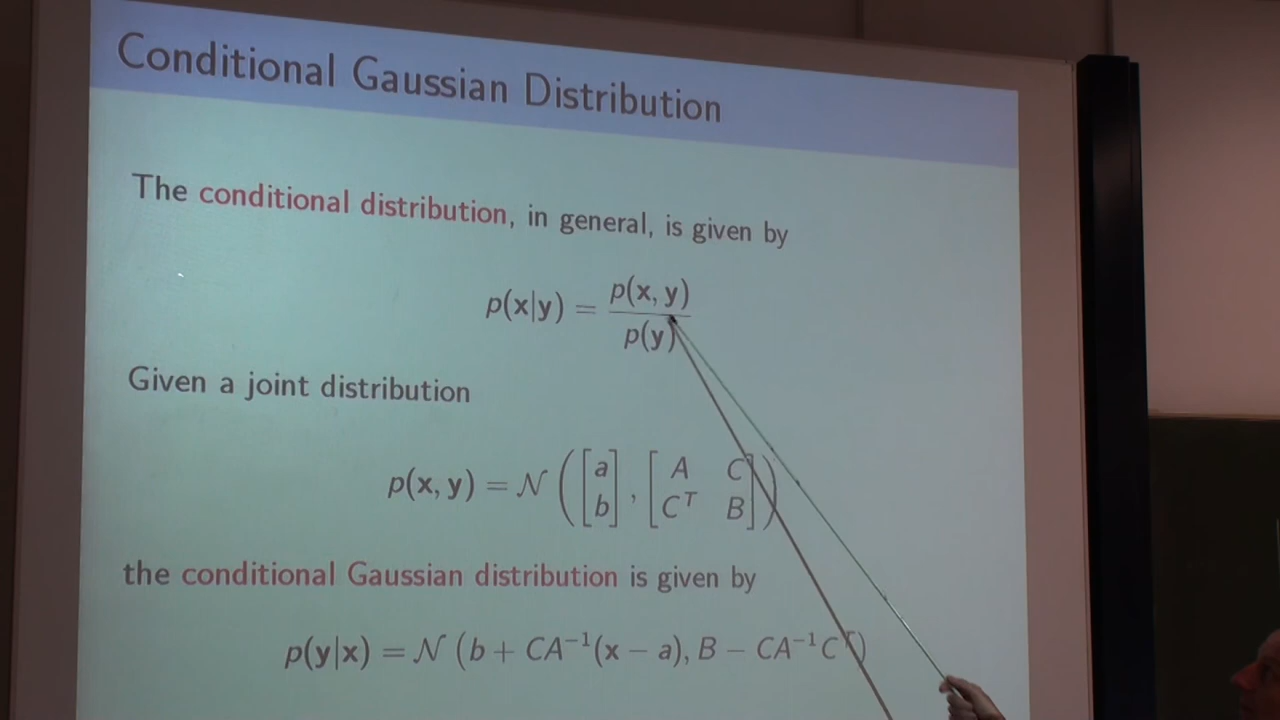 Conditional Gaussian Distribution
The conditional distribution, in general, is given by
p(x|y) = p(x, y) / p(y)
Given a joint distribution
p(x, y) = 𝒩 ([a b], [A C Cᵀ B])
the conditional Gaussian distribution is given by
p(y|x) = 𝒩 (b + CA⁻¹(x − a), B − CA⁻¹Cᵀ)